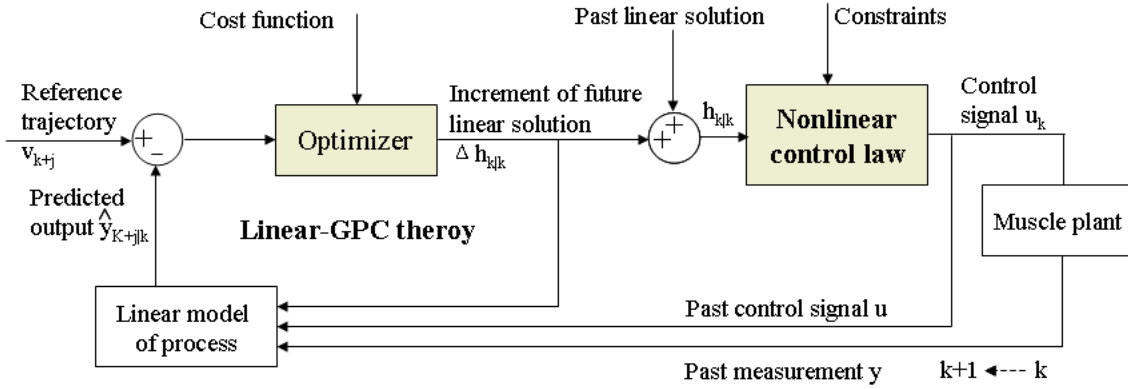 Cost function
Past linear solution
Constraints
Reference
trajectory
v_{k+j}
+
−
Optimizer
Increment of future
linear solution
Δ h_{k|k}
+
+
h_{k|k}
Nonlinear
control law
Control
signal u_k
Predicted
output ŷ_{K+j|k}
Linear-GPC theroy
Muscle plant
Linear model
of process
Past control signal u
Past measurement y
k+1 ◄--- k